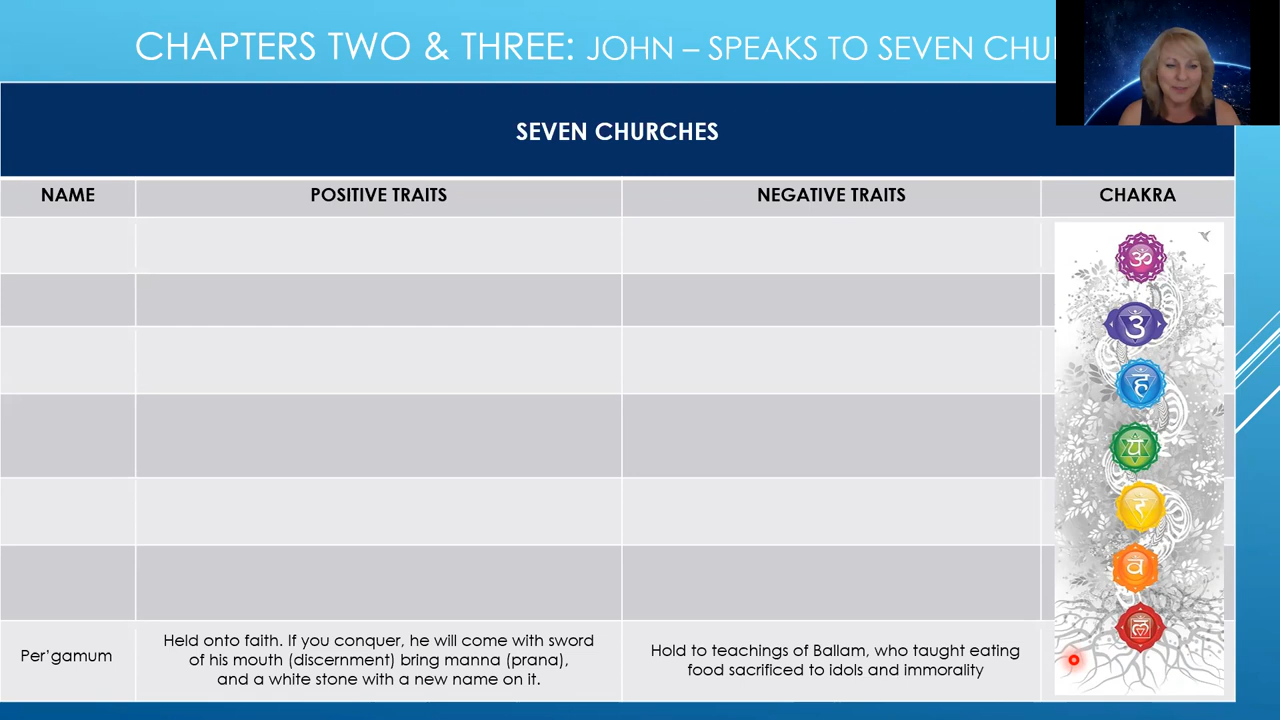 CHAPTERS TWO & THREE: JOHN – SPEAKS TO SEVEN
SEVEN CHURCHES
NAME
POSITIVE TRAITS
NEGATIVE TRAITS
CHAKRA
ॐ
ह
य
र
व
Per'gamum
Held onto faith. If you conquer, he will come with sword
of his mouth (discernment) bring manna (prana),
and a white stone with a new name on it.
Hold to teachings of Ballam, who taught eating
food sacrificed to idols and immorality